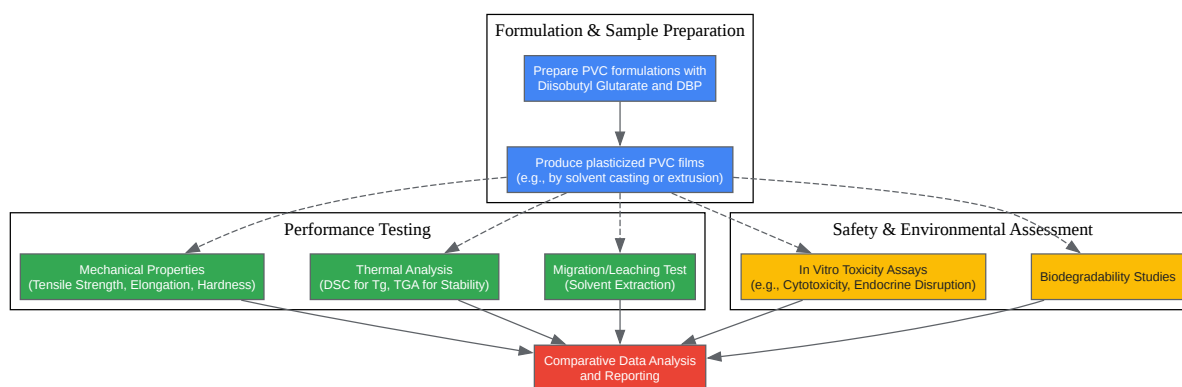 Formulation & Sample Preparation
Prepare PVC formulations with
Diisobutyl Glutarate and DBP
Produce plasticized PVC films
(e.g., by solvent casting or extrusion)
Performance Testing
Safety & Environmental Assessment
Mechanical Properties
(Tensile Strength, Elongation, Hardness)
Thermal Analysis
(DSC for Tg, TGA for Stability)
Migration/Leaching Test
(Solvent Extraction)
In Vitro Toxicity Assays
(e.g., Cytotoxicity, Endocrine Disruption)
Biodegradability Studies
Comparative Data Analysis
and Reporting